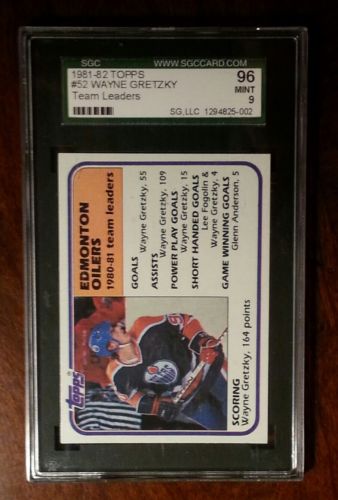 SGC
WWW.SGCCARD.COM
1981-82 TOPPS
#52 WAYNE GRETZKY
Team Leaders
96
MINT
9
SG,LLC 1294825-002
EDMONTON
OILERS
1980-81 team leaders
GOALS
Wayne Gretzky, 55
ASSISTS
Wayne Gretzky, 109
POWER PLAY GOALS
Wayne Gretzky, 15
SHORT HANDED GOALS
Lee Fogolin &
Wayne Gretzky, 4
GAME WINNING GOALS
Glenn Anderson, 5
topps
OILERS
SCORING
Wayne Gretzky, 164 points